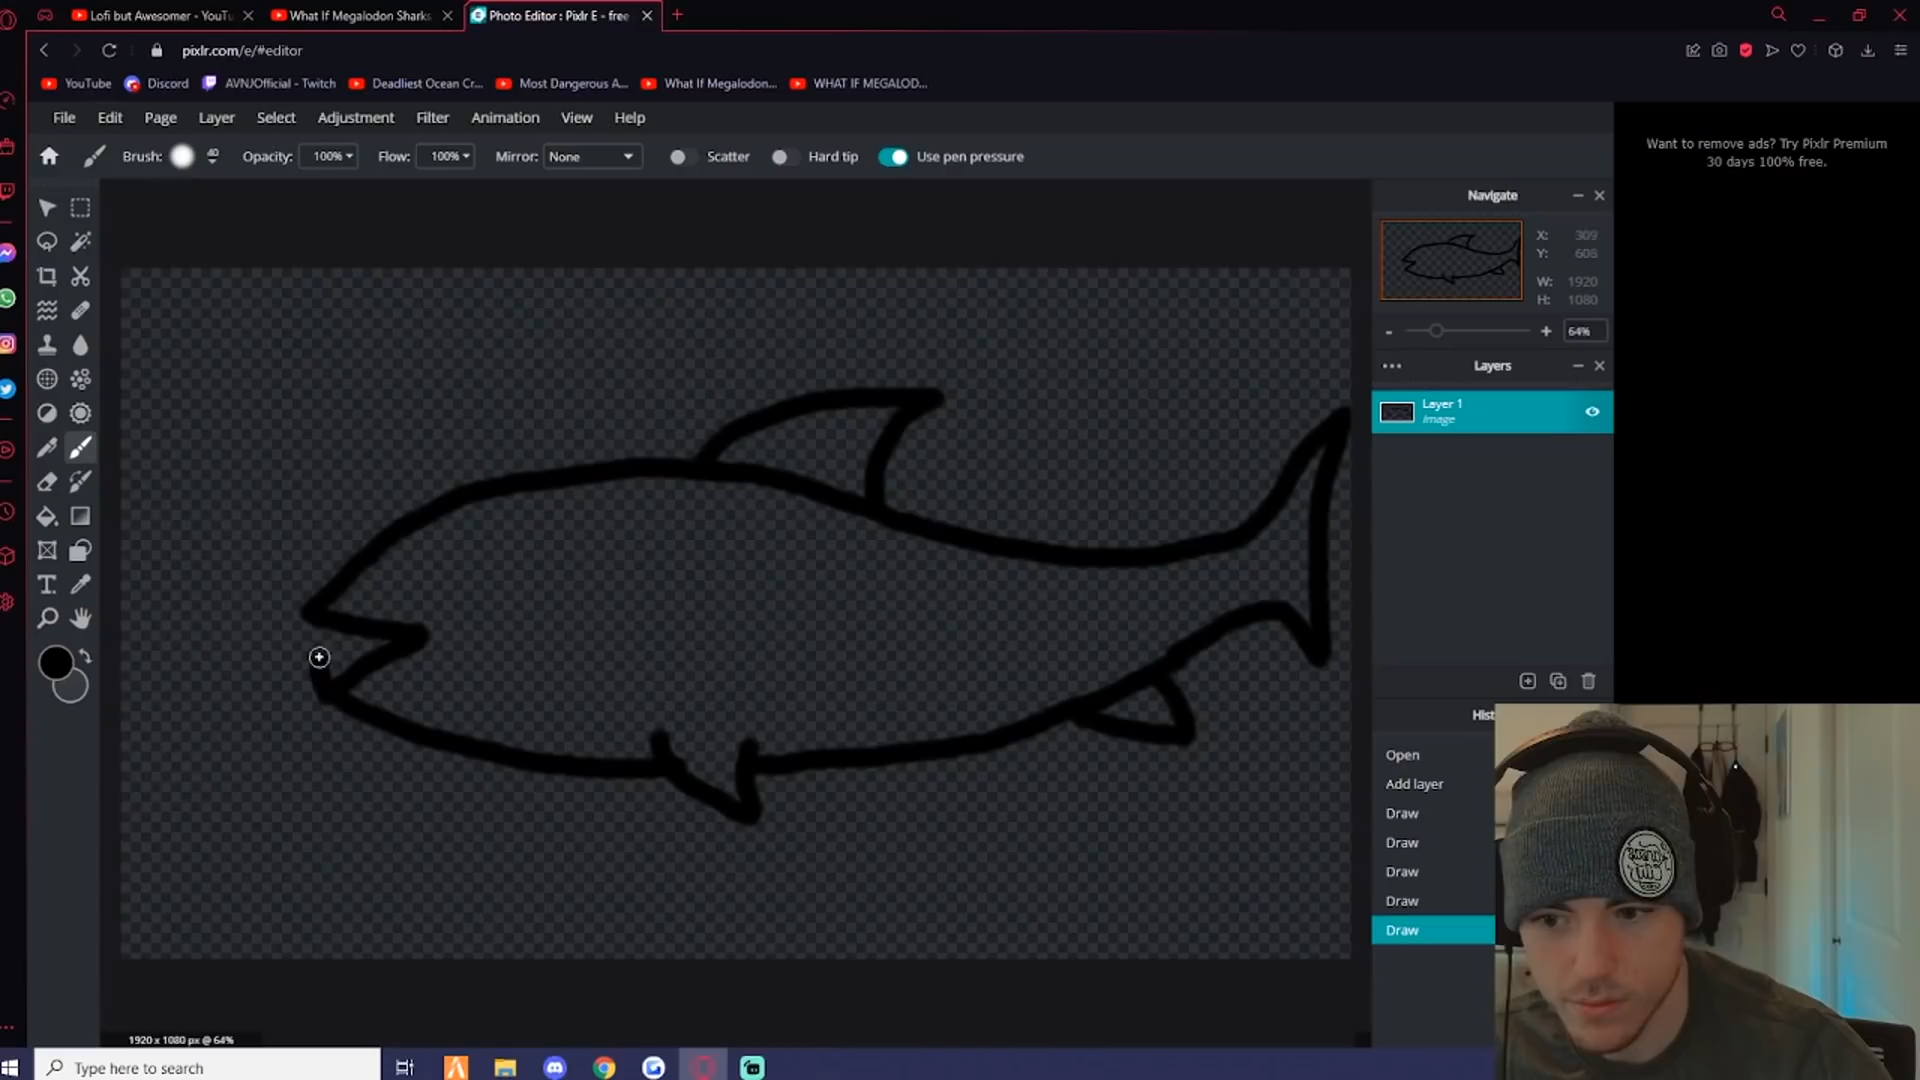 Lofi but Awesomer - YouTu
What If Megalodon Sharks
Photo Editor : Pixlr E - free
pixlr.com/e/#editor
YouTube
Discord
AVNJOfficial - Twitch
Deadliest Ocean Cr...
Most Dangerous A...
What If Megalodon...
WHAT IF MEGALOD...
File Edit Page Layer Select Adjustment Filter Animation View Help
Brush: 40 Opacity: 100% Flow: 100% Mirror: None Scatter Hard tip Use pen pressure
Want to remove ads? Try Pixlr Premium
30 days 100% free.
Navigate
X: 309
Y: 608
W: 1920
H: 1080
- + 64%
Layers
Layer 1
Image
Hist
Open
Add layer
Draw
Draw
Draw
Draw
Draw
1920 x 1080 px @ 64%
Type here to search